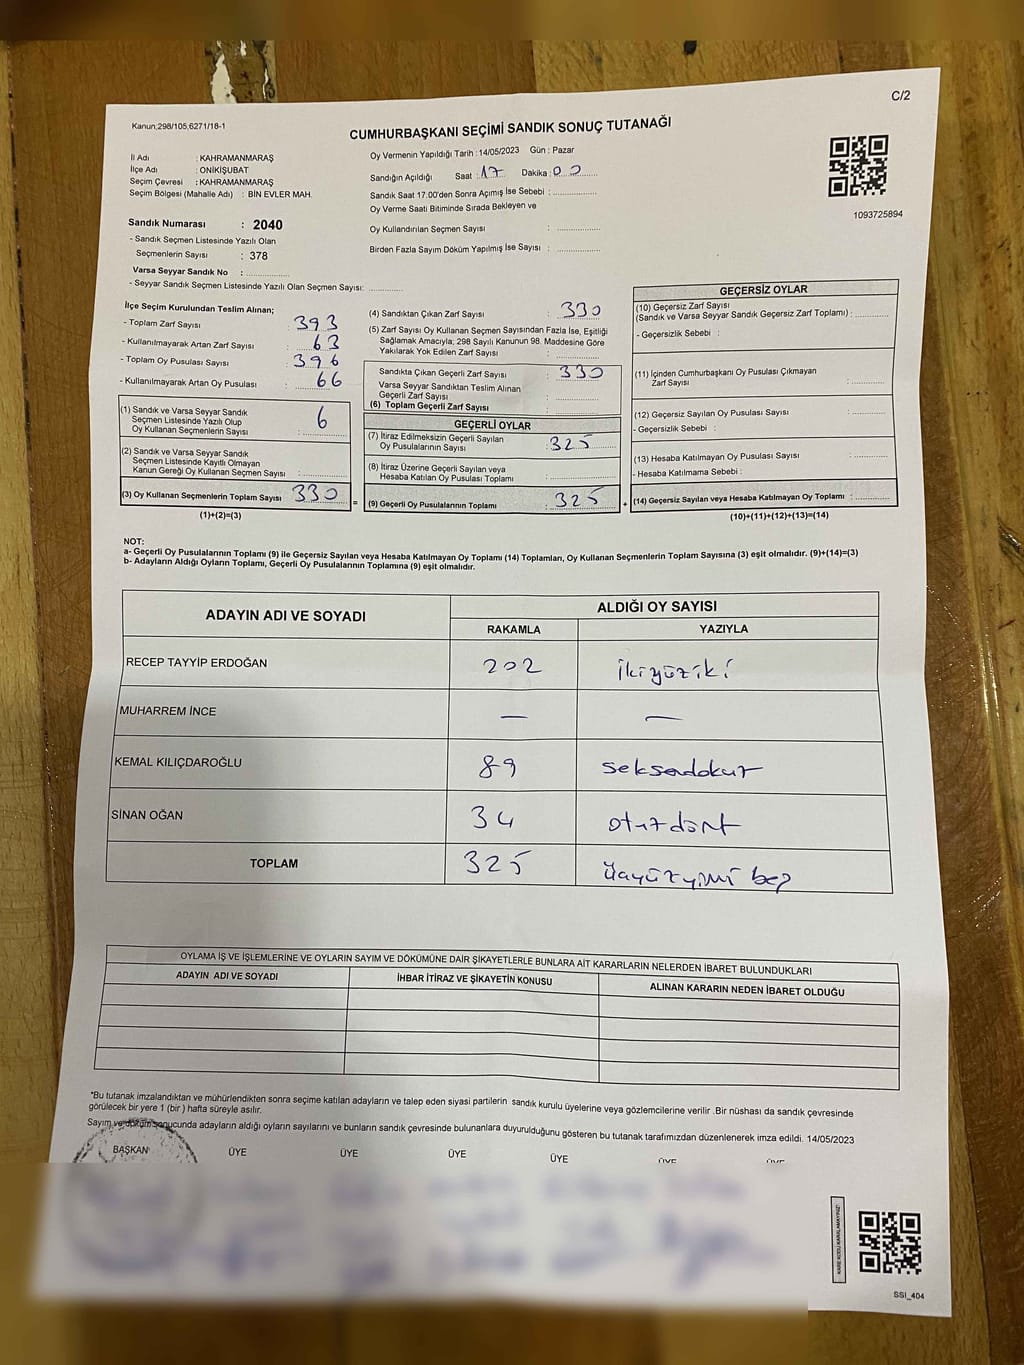 C/2
Kanun;298/105,6271/18-1
CUMHURBAŞKANI SEÇİMİ SANDIK SONUÇ TUTANAĞI
İl Adı : KAHRAMANMARAŞ
İlçe Adı : ONİKİŞUBAT
Seçim Çevresi : KAHRAMANMARAŞ
Seçim Bölgesi (Mahalle Adı) : BİN EVLER MAH.
Oy Vermenin Yapıldığı Tarih :14/05/2023 Gün : Pazar
Sandığın Açıldığı Saat : 17 Dakika : 00
Sandık Saat 17.00'den Sonra Açımış İse Sebebi :
Oy Verme Saati Bitiminde Sırada Bekleyen ve
Oy Kullandırılan Seçmen Sayısı :
Birden Fazla Sayım Döküm Yapılmış İse Sayısı :
1093725894
Sandık Numarası : 2040
- Sandık Seçmen Listesinde Yazılı Olan
Seçmenlerin Sayısı : 378
Varsa Seyyar Sandık No :
- Seyyar Sandık Seçmen Listesinde Yazılı Olan Seçmen Sayısı:
İlçe Seçim Kurulundan Teslim Alınan;
- Toplam Zarf Sayısı : 393
- Kullanılmayarak Artan Zarf Sayısı : 63
- Toplam Oy Pusulası Sayısı : 396
- Kullanılmayarak Artan Oy Pusulası : 66
(1) Sandık ve Varsa Seyyar Sandık
Seçmen Listesinde Yazılı Olup
Oy Kullanan Seçmenlerin Sayısı : 6
(2) Sandık ve Varsa Seyyar Sandık
Seçmen Listesinde Kayıtlı Olmayan
Kanun Gereği Oy Kullanan Seçmen Sayısı :
(3) Oy Kullanan Seçmenlerin Toplam Sayısı 330
(1)+(2)=(3)
(4) Sandıktan Çıkan Zarf Sayısı : 330
(5) Zarf Sayısı Oy Kullanan Seçmen Sayısından Fazla İse, Eşitliği
Sağlamak Amacıyla; 298 Sayılı Kanunun 98. Maddesine Göre
Yakılarak Yok Edilen Zarf Sayısı :
Sandıkta Çıkan Geçerli Zarf Sayısı : 330
Varsa Seyyar Sandıktan Teslim Alınan
Geçerli Zarf Sayısı :
(6) Toplam Geçerli Zarf Sayısı :
GEÇERLİ OYLAR
(7) İtiraz Edilmeksizin Geçerli Sayılan
Oy Pusulalarının Sayısı : 325
(8) İtiraz Üzerine Geçerli Sayılan veya
Hesaba Katılan Oy Pusulası Toplamı :
= (9) Geçerli Oy Pusulalarının Toplamı : 325 +
GEÇERSİZ OYLAR
(10) Geçersiz Zarf Sayısı
(Sandık ve Varsa Seyyar Sandık Geçersiz Zarf Toplamı) :
- Geçersizlik Sebebi :
(11) İçinden Cumhurbaşkanı Oy Pusulası Çıkmayan
Zarf Sayısı :
(12) Geçersiz Sayılan Oy Pusulası Sayısı :
- Geçersizlik Sebebi :
(13) Hesaba Katılmayan Oy Pusulası Sayısı :
- Hesaba Katılmama Sebebi :
(14) Geçersiz Sayılan veya Hesaba Katılmayan Oy Toplamı :
(10)+(11)+(12)+(13)=(14)
NOT:
a- Geçerli Oy Pusulalarının Toplamı (9) ile Geçersiz Sayılan veya Hesaba Katılmayan Oy Toplamı (14) Toplamları, Oy Kullanan Seçmenlerin Toplam Sayısına (3) eşit olmalıdır. (9)+(14)=(3)
b- Adayların Aldığı Oyların Toplamı, Geçerli Oy Pusulalarının Toplamına (9) eşit olmalıdır.
ADAYIN ADI VE SOYADI
ALDIĞI OY SAYISI
RAKAMLA YAZIYLA
RECEP TAYYİP ERDOĞAN 202 ikiyüziki
MUHARREM İNCE — —
KEMAL KILIÇDAROĞLU 89 seksendokuz
SİNAN OĞAN 34 otuzdört
TOPLAM 325 üçyüzyirmi beş
OYLAMA İŞ VE İŞLEMLERİNE VE OYLARIN SAYIM VE DÖKÜMÜNE DAİR ŞİKAYETLERLE BUNLARA AİT KARARLARIN NELERDEN İBARET BULUNDUKLARI
ADAYIN ADI VE SOYADI İHBAR İTİRAZ VE ŞİKAYETİN KONUSU ALINAN KARARIN NEDEN İBARET OLDUĞU
*Bu tutanak imzalandıktan ve mühürlendikten sonra seçime katılan adayların ve talep eden siyasi partilerin sandık kurulu üyelerine veya gözlemcilerine verilir .Bir nüshası da sandık çevresinde
görülecek bir yere 1 (bir ) hafta süreyle asılır.
Sayım ve döküm sonucunda adayların aldığı oyların sayılarını ve bunların sandık çevresinde bulunanlara duyurulduğunu gösteren bu tutanak tarafımızdan düzenlenerek imza edildi. 14/05/2023
BAŞKAN ÜYE ÜYE ÜYE ÜYE ÜYE ÜYE
KARE KODU KARALAMAYINIZ!
SSI_404